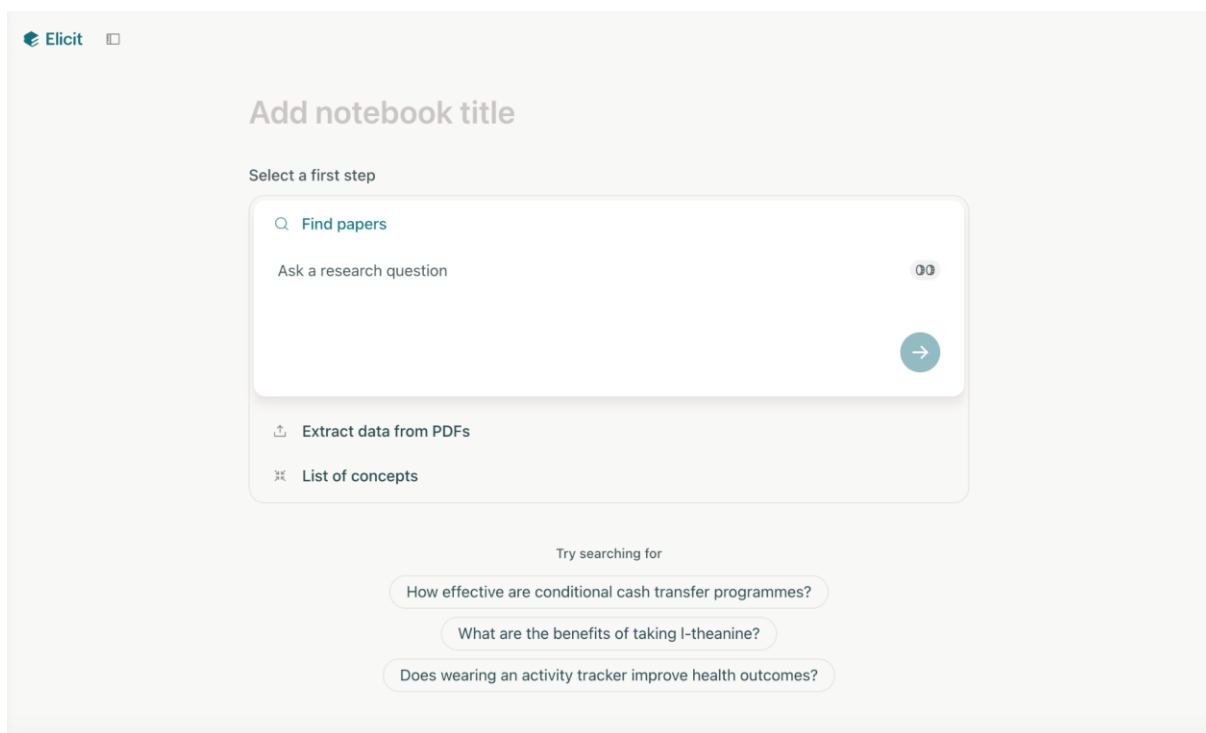 Elicit
Add notebook title
Select a first step
Find papers
Ask a research question
Extract data from PDFs
List of concepts
Try searching for
How effective are conditional cash transfer programmes?
What are the benefits of taking l-theanine?
Does wearing an activity tracker improve health outcomes?